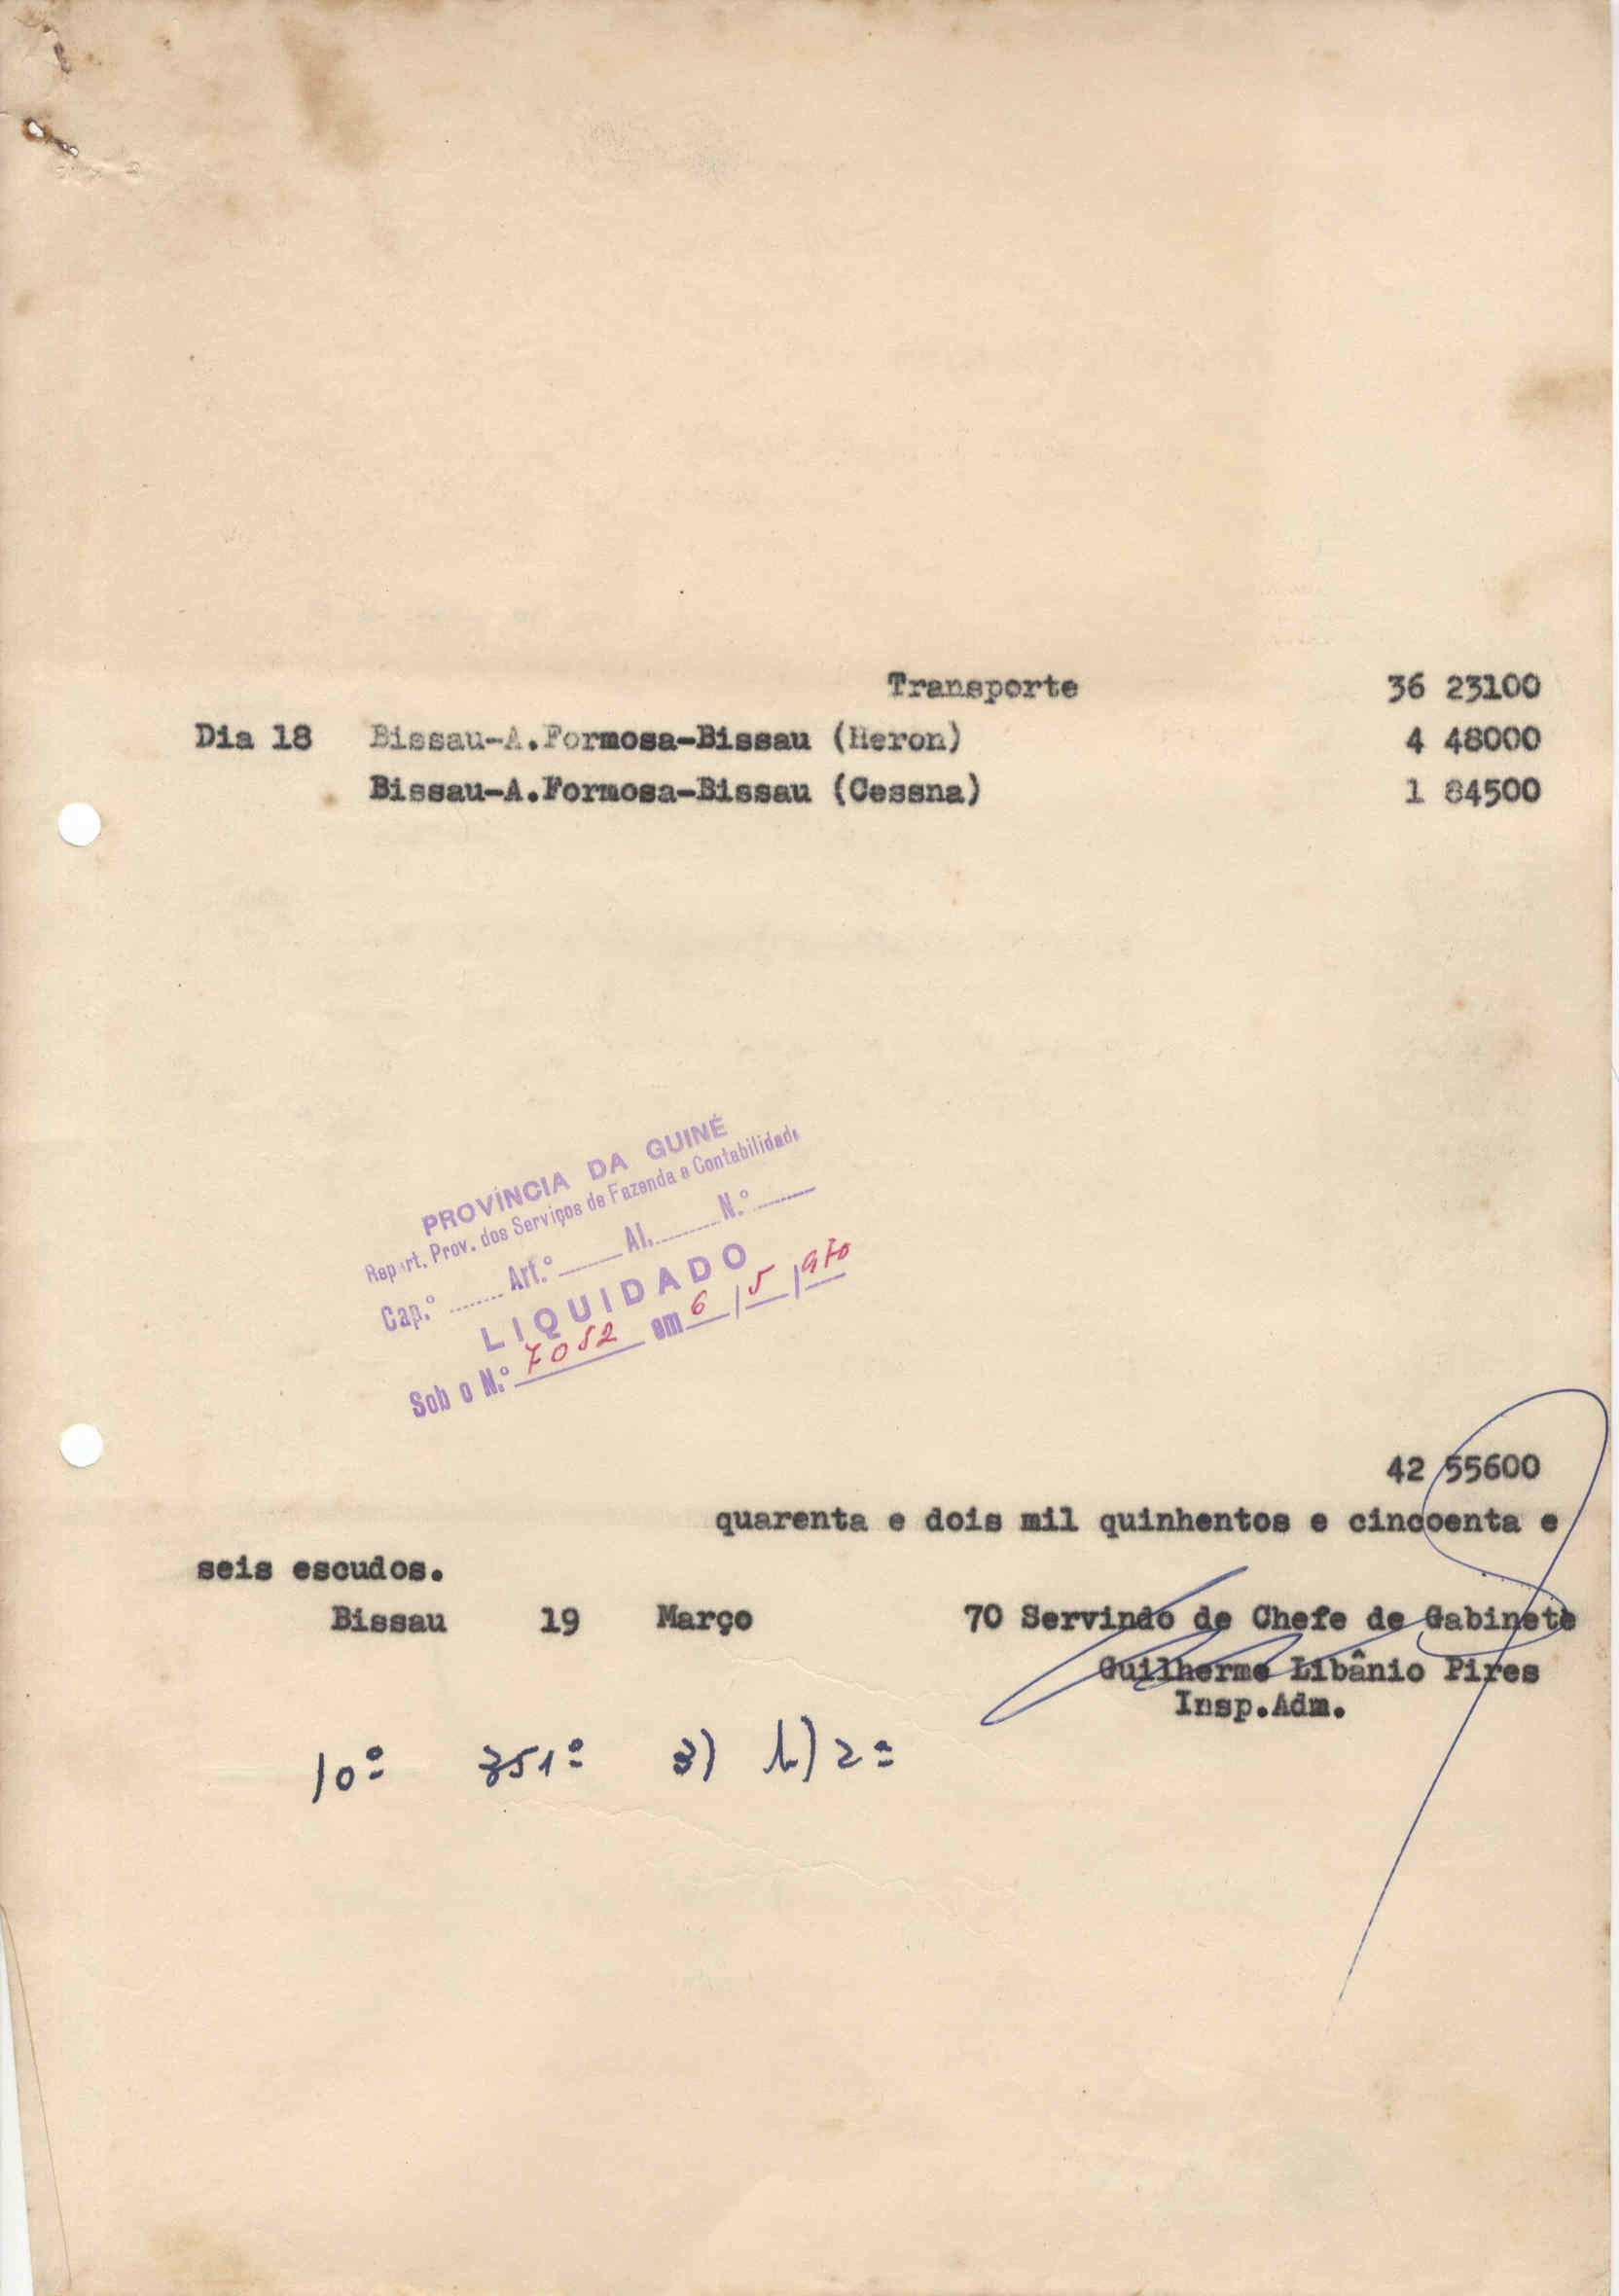 Transporte 36 23100
Dia 18 Bissau-A.Formosa-Bissau (Heron) 4 48000
Bissau-A.Formosa-Bissau (Cessna) 1 84500
PROVÍNCIA DA GUINÉ
Repart. Prov. dos Serviços de Fazenda e Contabilidade
Cap.º ........ Art.º ____ Al. ........ N.º ........
LIQUIDADO
Sob o N.º 7052 em 6/5/970
42 55600
quarenta e dois mil quinhentos e cincoenta e
seis escudos.
Bissau 19 Março 70 Servindo de Chefe de Gabinete
Guilherme Libânio Pires
Insp.Adm.
10º 351º 3) b) 2º